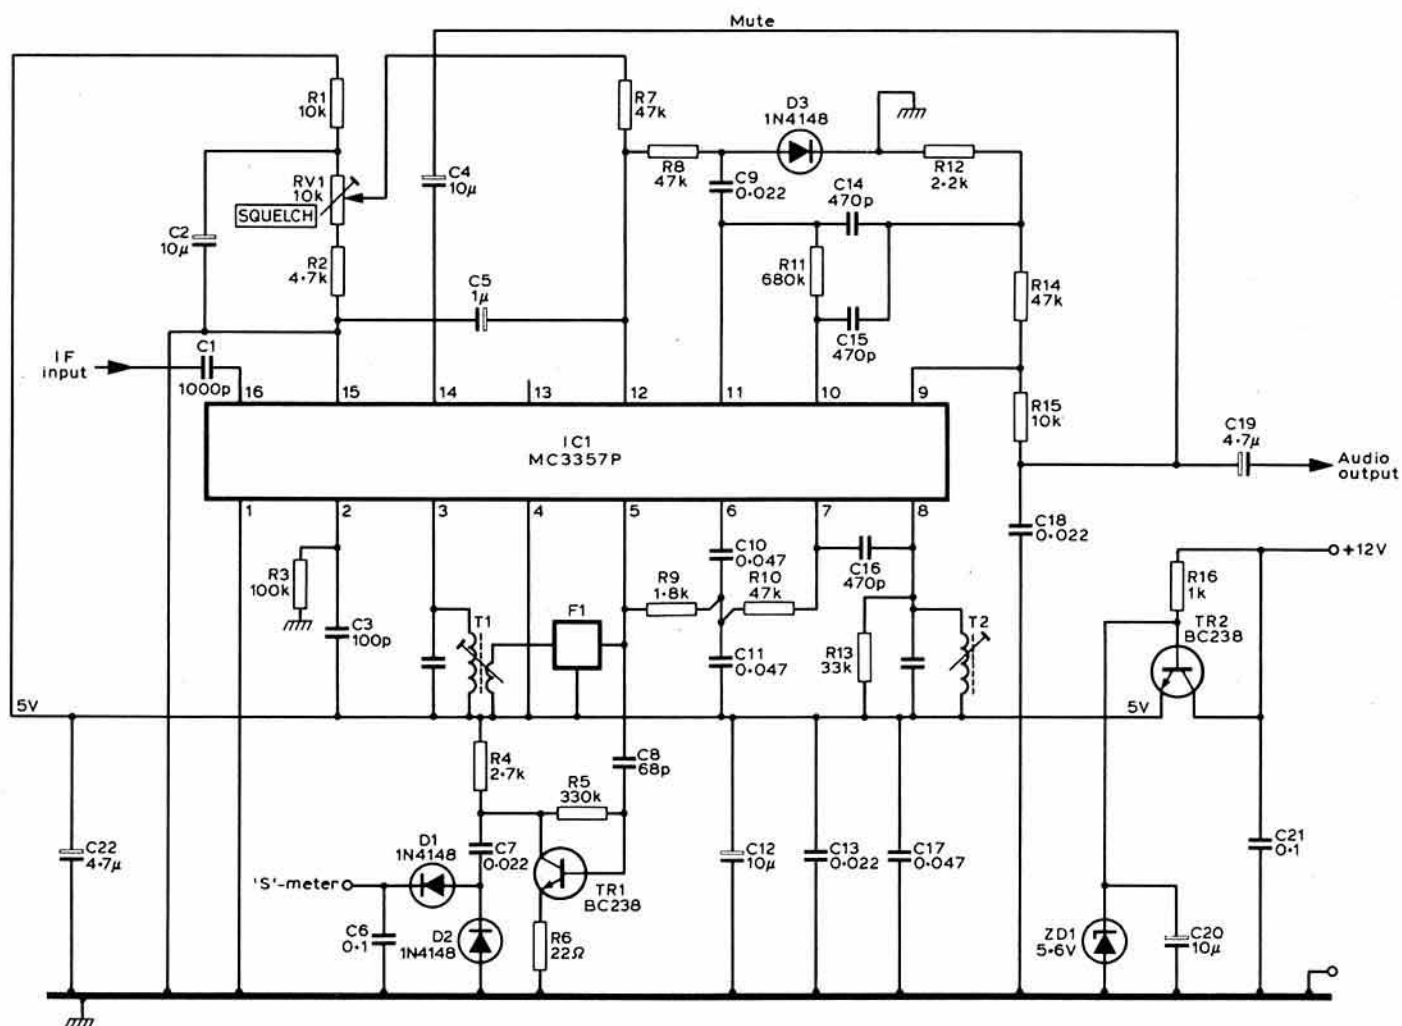 Mute
R1
10k
R7
47k
D3
1N4148
C4
10μ
RV1
10k
SQUELCH
R8
47k
C9
0·022
R12
2·2k
C14
470p
C2
10μ
R2
4·7k
C5
1μ
R11
680k
R14
47k
C15
470p
IF
input
C1
1000p
16
15
14
13
12
11
10
9
R15
10k
IC1
MC3357P
C19
4·7μ
Audio
output
1
2
3
4
5
6
7
8
C18
0·022
+12V
R3
100k
C3
100p
T1
F1
R9
1·8k
C10
0·047
R10
47k
C16
470p
C11
0·047
R13
33k
T2
R16
1k
TR2
BC238
5V
5V
R4
2·7k
C8
68p
R5
330k
C22
4·7μ
D1
1N4148
C7
0·022
C12
10μ
C13
0·022
C17
0·047
C21
0·1
'S'-meter
TR1
BC238
C6
0·1
D2
1N4148
R6
22Ω
ZD1
5·6V
C20
10μ